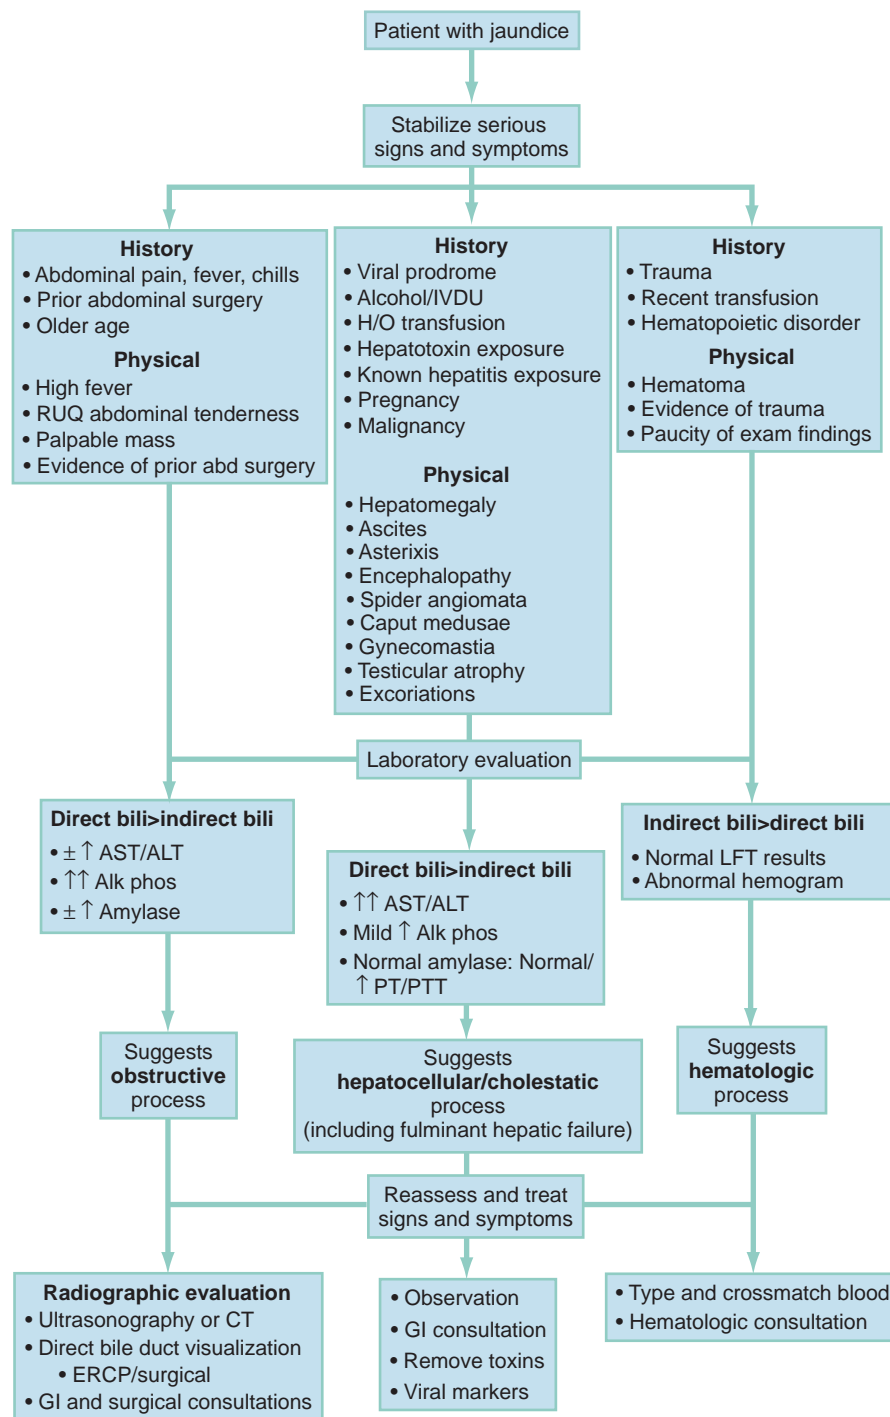 Patient with jaundice
Stabilize serious
signs and symptoms
History
• Abdominal pain, fever, chills
• Prior abdominal surgery
• Older age
Physical
• High fever
• RUQ abdominal tenderness
• Palpable mass
• Evidence of prior abd surgery
History
• Viral prodrome
• Alcohol/IVDU
• H/O transfusion
• Hepatotoxin exposure
• Known hepatitis exposure
• Pregnancy
• Malignancy
Physical
• Hepatomegaly
• Ascites
• Asterixis
• Encephalopathy
• Spider angiomata
• Caput medusae
• Gynecomastia
• Testicular atrophy
• Excoriations
History
• Trauma
• Recent transfusion
• Hematopoietic disorder
Physical
• Hematoma
• Evidence of trauma
• Paucity of exam findings
Laboratory evaluation
Direct bili>indirect bili
• ± ↑ AST/ALT
• ↑↑ Alk phos
• ± ↑ Amylase
Direct bili>indirect bili
• ↑↑ AST/ALT
• Mild ↑ Alk phos
• Normal amylase: Normal/
↑ PT/PTT
Indirect bili>direct bili
• Normal LFT results
• Abnormal hemogram
Suggests
obstructive
process
Suggests
hepatocellular/cholestatic
process
(including fulminant hepatic failure)
Suggests
hematologic
process
Reassess and treat
signs and symptoms
Radiographic evaluation
• Ultrasonography or CT
• Direct bile duct visualization
• ERCP/surgical
• GI and surgical consultations
• Observation
• GI consultation
• Remove toxins
• Viral markers
• Type and crossmatch blood
• Hematologic consultation